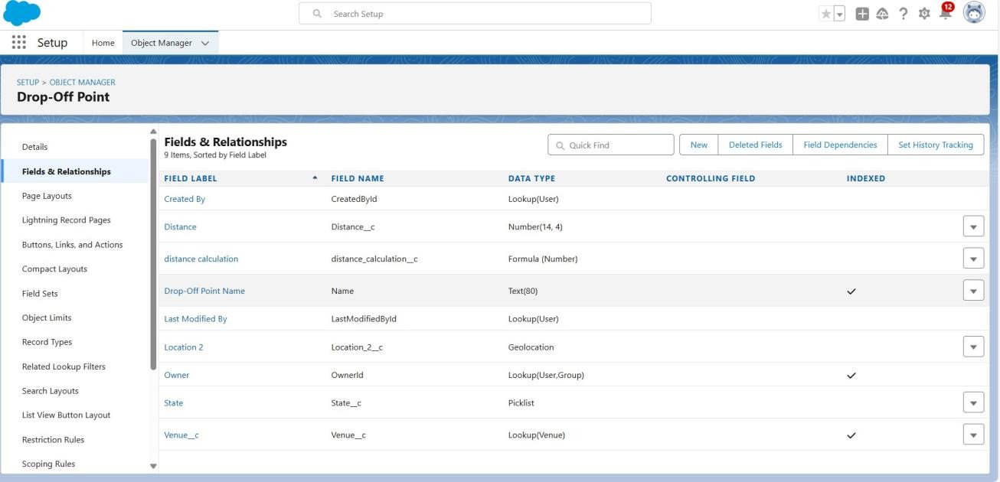 Search Setup
12
Setup
Home
Object Manager
SETUP > OBJECT MANAGER
Drop-Off Point
Details
Fields & Relationships
Page Layouts
Lightning Record Pages
Buttons, Links, and Actions
Compact Layouts
Field Sets
Object Limits
Record Types
Related Lookup Filters
Search Layouts
List View Button Layout
Restriction Rules
Scoping Rules
Fields & Relationships
9 Items, Sorted by Field Label
Quick Find
New
Deleted Fields
Field Dependencies
Set History Tracking
FIELD LABEL FIELD NAME DATA TYPE CONTROLLING FIELD INDEXED
Created By CreatedById Lookup(User)
Distance Distance__c Number(14, 4)
distance calculation distance_calculation__c Formula (Number)
Drop-Off Point Name Name Text(80)
Last Modified By LastModifiedById Lookup(User)
Location 2 Location_2__c Geolocation
Owner OwnerId Lookup(User,Group)
State State__c Picklist
Venue__c Venue__c Lookup(Venue)